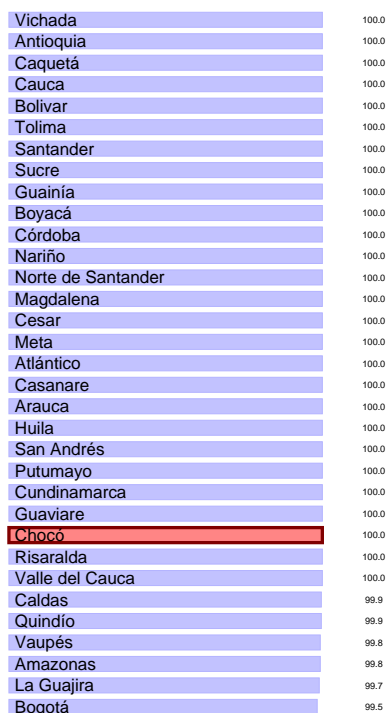 Vichada 100.0
Antioquia 100.0
Caquetá 100.0
Cauca 100.0
Bolivar 100.0
Tolima 100.0
Santander 100.0
Sucre 100.0
Guainía 100.0
Boyacá 100.0
Córdoba 100.0
Nariño 100.0
Norte de Santander 100.0
Magdalena 100.0
Cesar 100.0
Meta 100.0
Atlántico 100.0
Casanare 100.0
Arauca 100.0
Huila 100.0
San Andrés 100.0
Putumayo 100.0
Cundinamarca 100.0
Guaviare 100.0
Chocó 100.0
Risaralda 100.0
Valle del Cauca 100.0
Caldas 99.9
Quindío 99.9
Vaupés 99.8
Amazonas 99.8
La Guajira 99.7
Bogotá 99.5